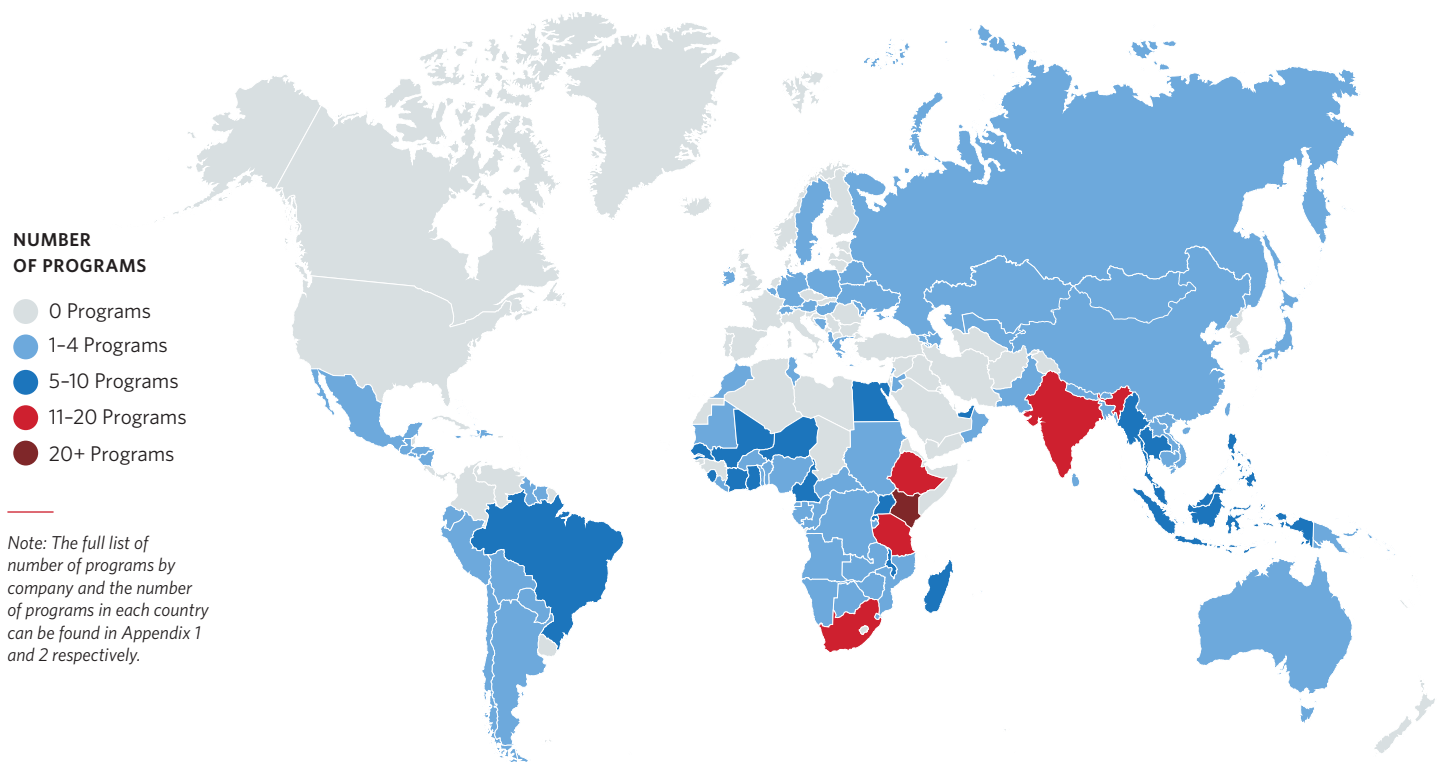 NUMBER
OF PROGRAMS
0 Programs
1–4 Programs
5–10 Programs
11–20 Programs
20+ Programs
Note: The full list of
number of programs by
company and the number
of programs in each country
can be found in Appendix 1
and 2 respectively.